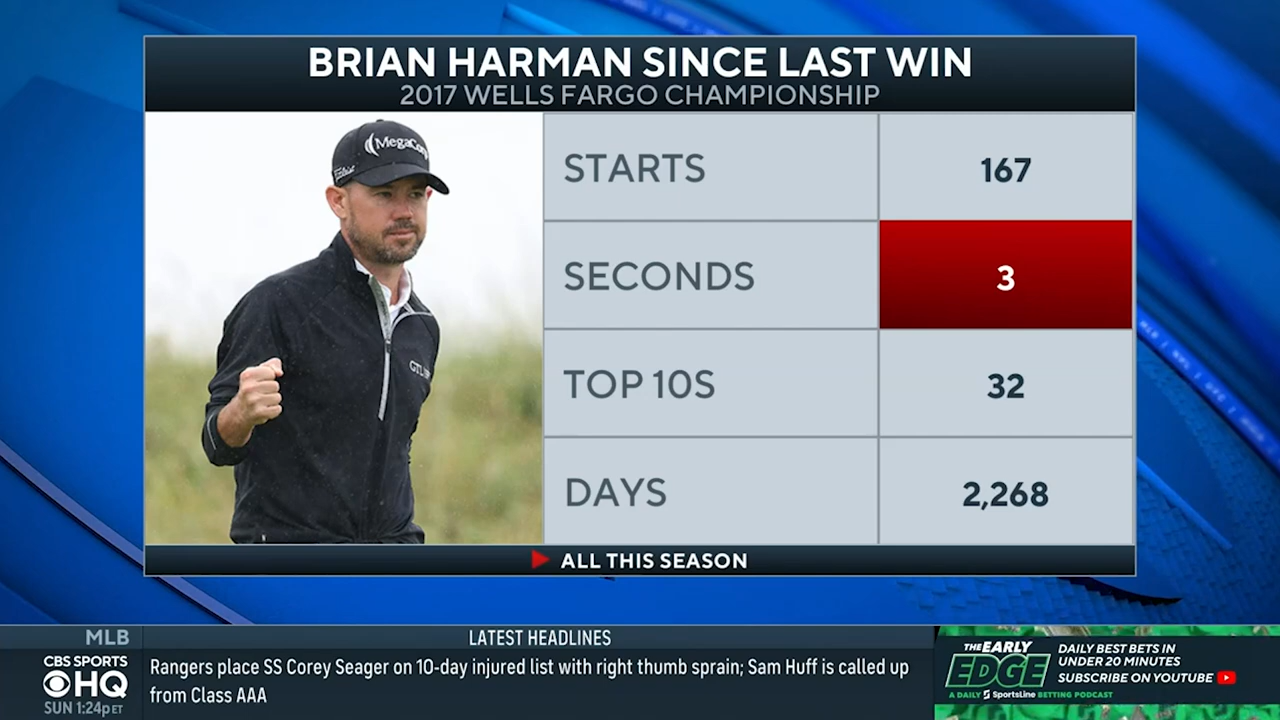 BRIAN HARMAN SINCE LAST WIN
2017 WELLS FARGO CHAMPIONSHIP
MegaCorp
Titleist
STARTS 167
SECONDS 3
TOP 10S 32
DAYS 2,268
ALL THIS SEASON
MLB
LATEST HEADLINES
CBS SPORTS
HQ
SUN 1:24P ET
Rangers place SS Corey Seager on 10-day injured list with right thumb sprain; Sam Huff is called up
from Class AAA
THE EARLY
EDGE
A DAILY SportsLine BETTING PODCAST
DAILY BEST BETS IN
UNDER 20 MINUTES
SUBSCRIBE ON YOUTUBE